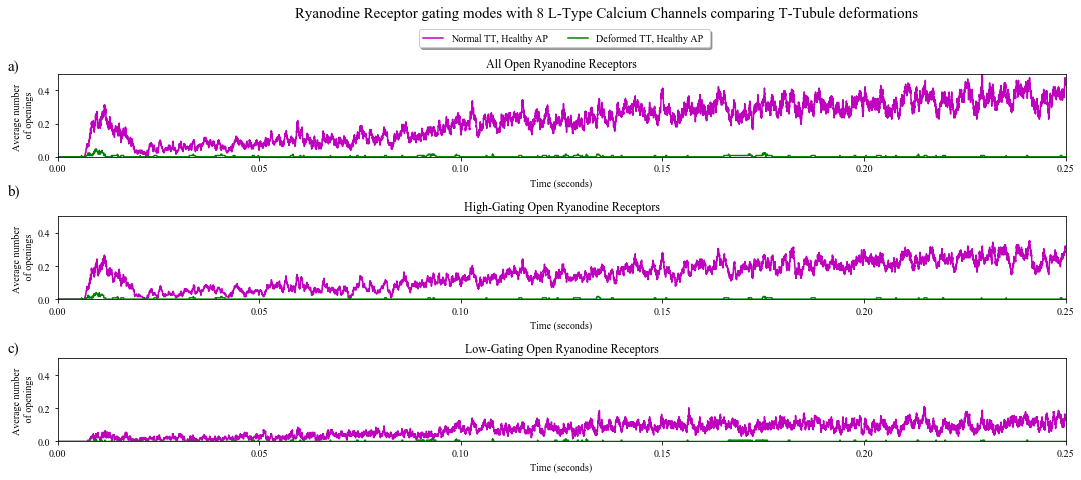 Ryanodine Receptor gating modes with 8 L-Type Calcium Channels comparing T-Tubule deformations
Normal TT, Healthy AP
Deformed TT, Healthy AP
a)
All Open Ryanodine Receptors
Average number
of openings
0.4
0.2
0.0
0.00
0.05
0.10
0.15
0.20
0.25
Time (seconds)
b)
High-Gating Open Ryanodine Receptors
Average number
of openings
0.4
0.2
0.0
0.00
0.05
0.10
0.15
0.20
0.25
Time (seconds)
c)
Low-Gating Open Ryanodine Receptors
Average number
of openings
0.4
0.2
0.0
0.00
0.05
0.10
0.15
0.20
0.25
Time (seconds)